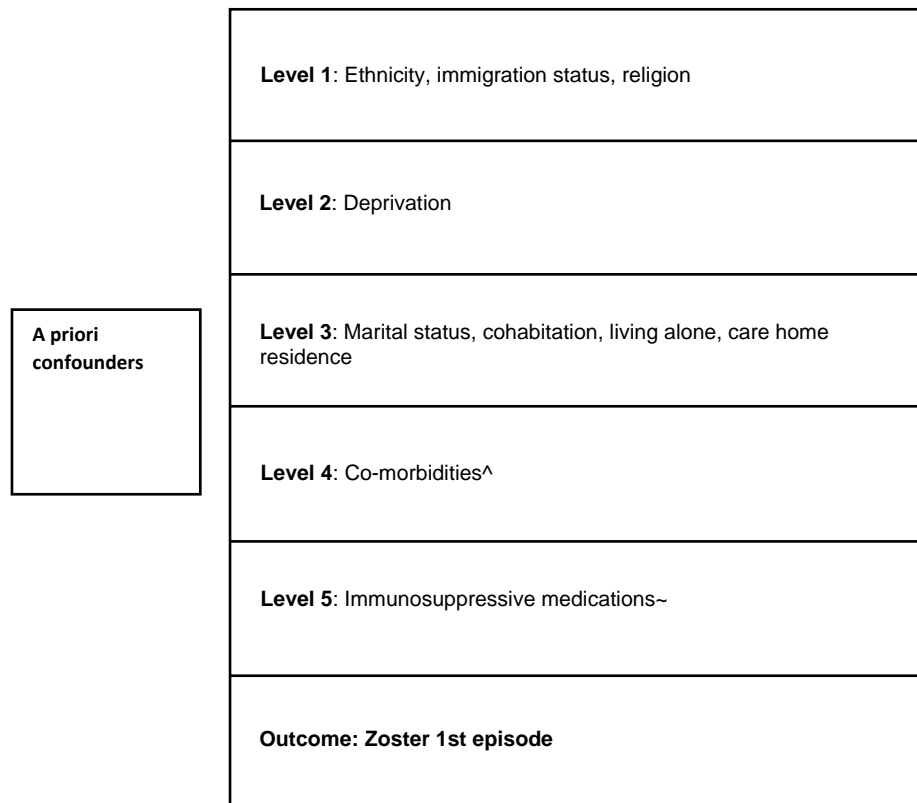 Level 1: Ethnicity, immigration status, religion
Level 2: Deprivation
A priori
confounders
Level 3: Marital status, cohabitation, living alone, care home
residence
Level 4: Co-morbidities^
Level 5: Immunosuppressive medications~
Outcome: Zoster 1st episode